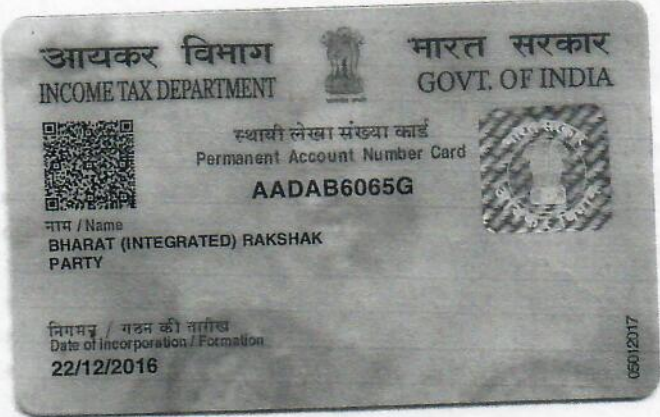 आयकर विभाग
INCOME TAX DEPARTMENT
भारत सरकार
GOVT. OF INDIA
स्थायी लेखा संख्या कार्ड
Permanent Account Number Card
AADAB6065G
नाम / Name
BHARAT (INTEGRATED) RAKSHAK
PARTY
निगमन / गठन की तारीख
Date of Incorporation / Formation
22/12/2016
05012017